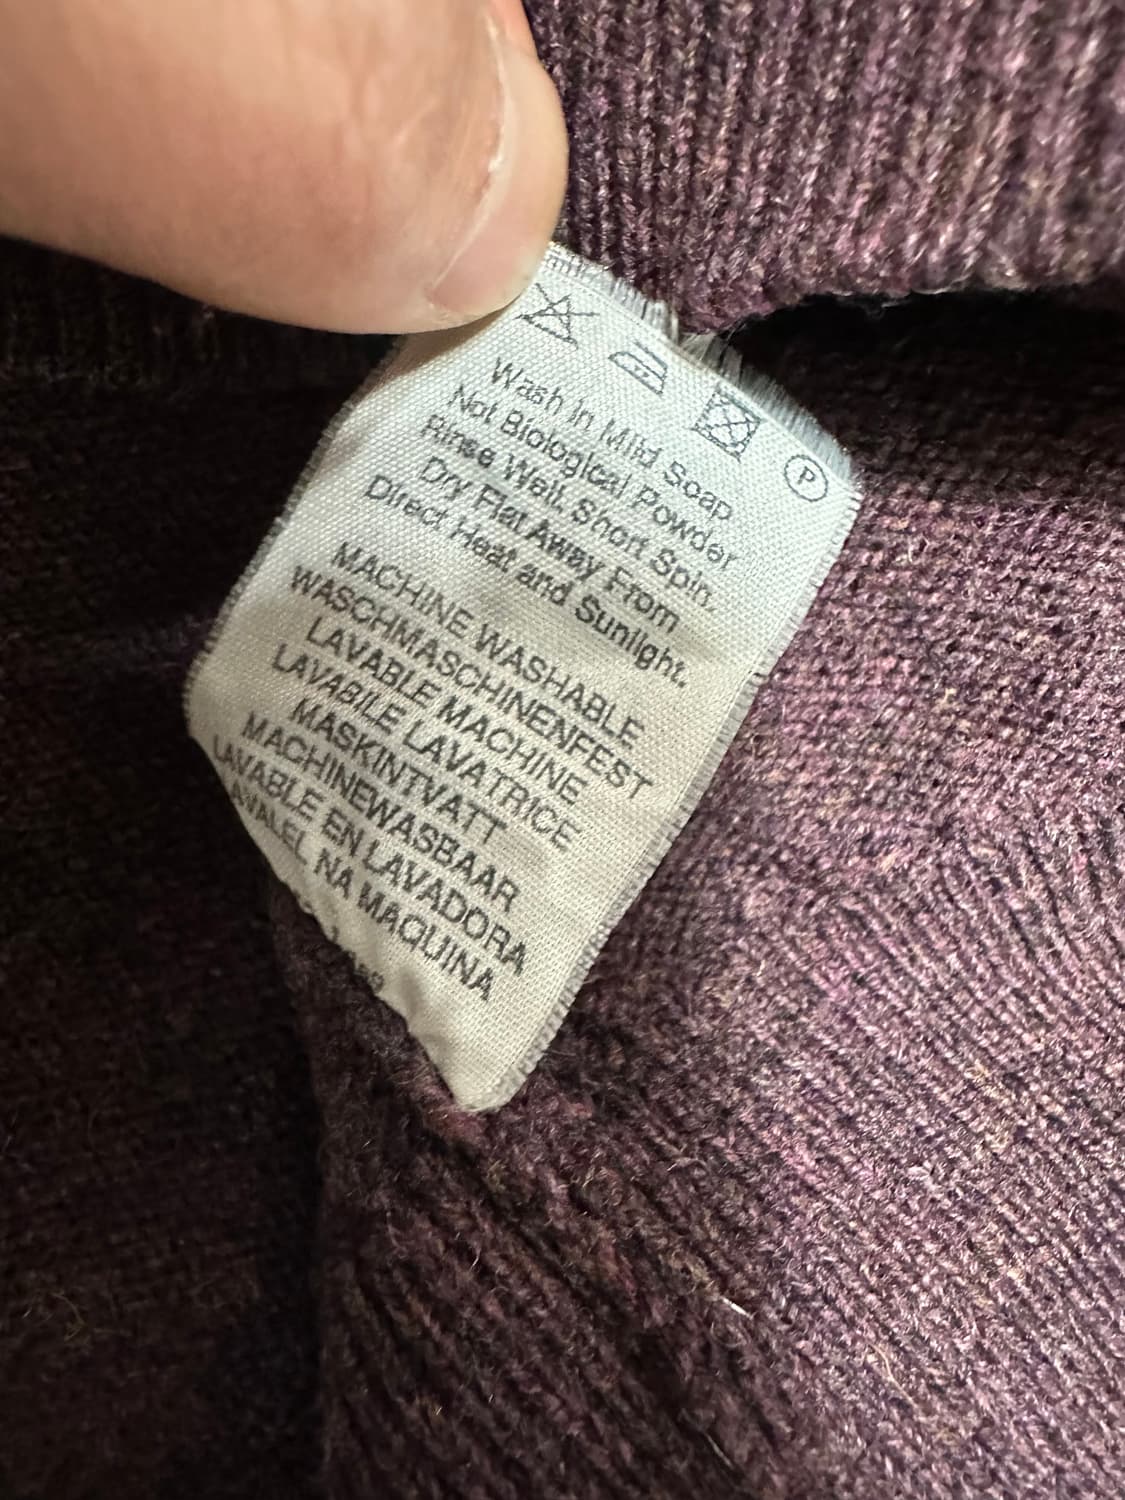 P
Wash in Mild Soap
Not Biological Powder
Rinse Well. Short Spin.
Dry Flat Away From
Direct Heat and Sunlight.
MACHINE WASHABLE
WASCHMASCHINENFEST
LAVABLE MACHINE
LAVABILE LAVATRICE
MASKINTVATT
MACHINEWASBAAR
LAVABLE EN LAVADORA
NA MAQUINA